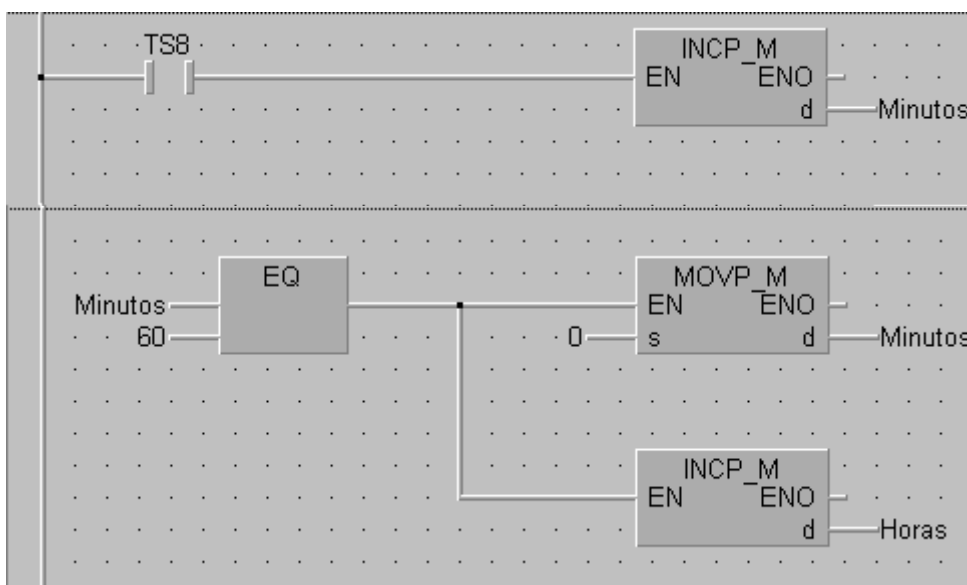 TS8
INCP_M
EN ENO
d Minutos
EQ
Minutos
60
MOVP_M
EN ENO
0 s d Minutos
INCP_M
EN ENO
d Horas